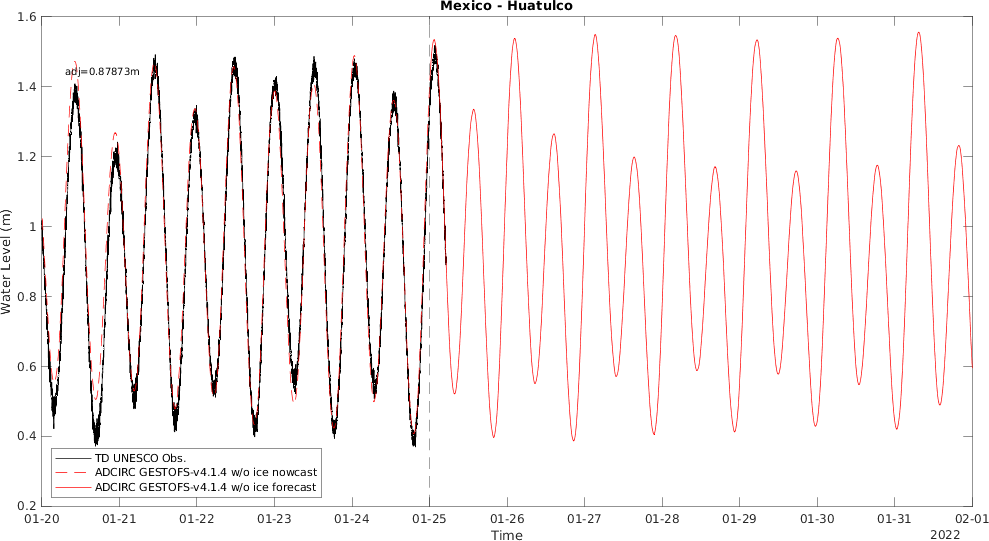 Mexico - Huatulco
adj=0.87873m
1.6
1.4
1.2
1
0.8
0.6
0.4
0.2
Water Level (m)
TD UNESCO Obs.
ADCIRC GESTOFS-v4.1.4 w/o ice nowcast
ADCIRC GESTOFS-v4.1.4 w/o ice forecast
01-20 01-21 01-22 01-23 01-24 01-25 01-26 01-27 01-28 01-29 01-30 01-31 02-01
Time
2022